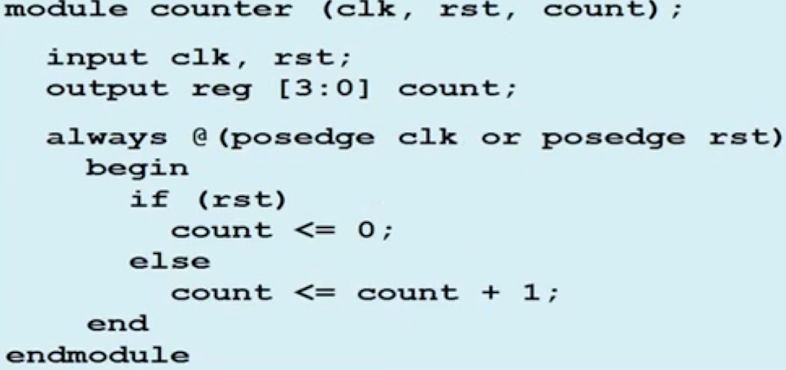 module counter (clk, rst, count);
input clk, rst;
output reg [3:0] count;
always @(posedge clk or posedge rst)
begin
if (rst)
count <= 0;
else
count <= count + 1;
end
endmodule